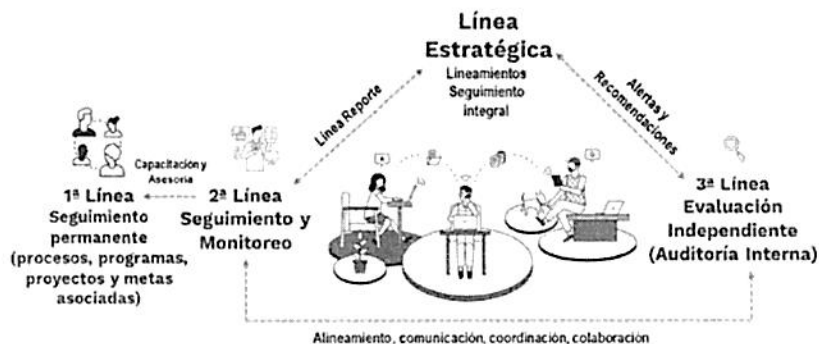 Línea
Estratégica
Lineamientos
Seguimiento
integral
Línea Reporte
Alertas y
Recomendaciones
Capacitación y
Asesoria
1ª Línea
Seguimiento
permanente
(procesos, programas,
proyectos y metas
asociadas)
2ª Línea
Seguimiento y
Monitoreo
3ª Línea
Evaluación
Independiente
(Auditoría Interna)
Alineamiento, comunicación, coordinación, colaboración